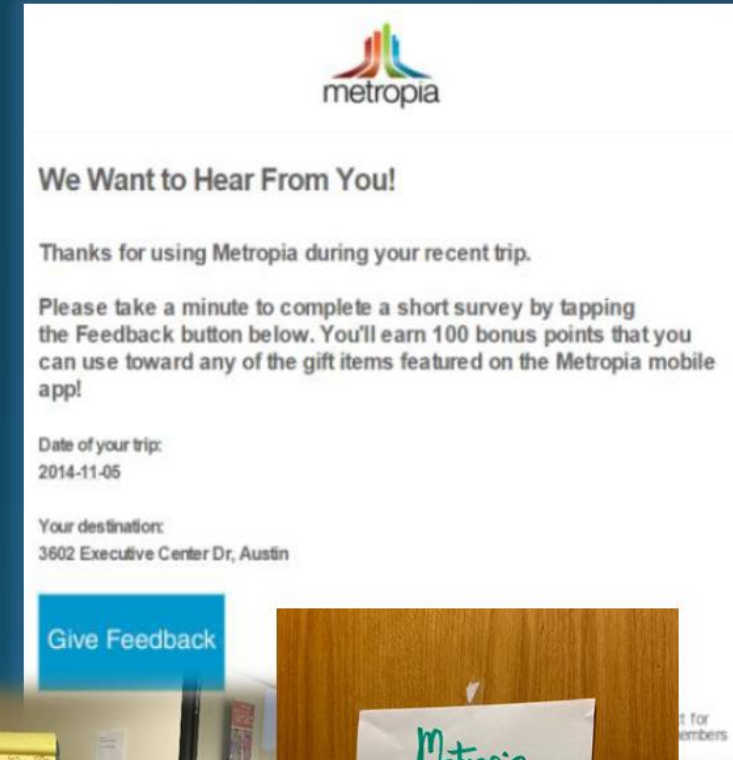 metropia
We Want to Hear From You!
Thanks for using Metropia during your recent trip.
Please take a minute to complete a short survey by tapping
the Feedback button below. You'll earn 100 bonus points that you
can use toward any of the gift items featured on the Metropia mobile
app!
Date of your trip:
2014-11-05
Your destination:
3602 Executive Center Dr, Austin
Give Feedback
Metropia
for